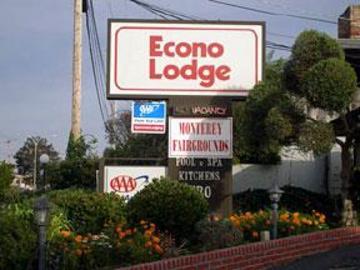 Econo
Lodge
AAA
VACANCY
MONTEREY
FAIRGROUNDS
POOL & SPA
KITCHENS
AAA